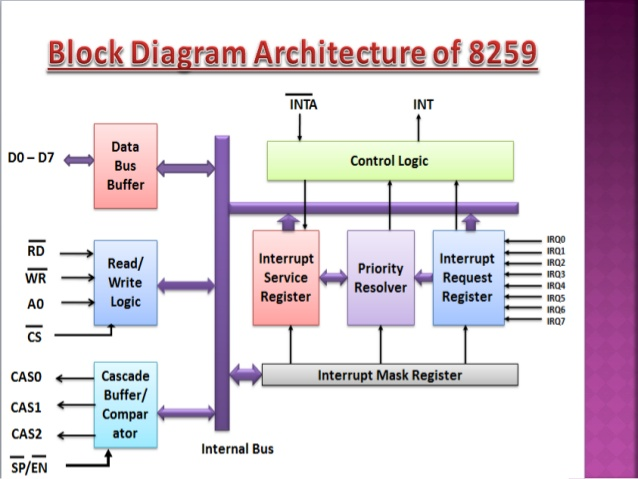 Block Diagram Architecture of 8259
INTA
INT
Control Logic
D0 – D7
Data
Bus
Buffer
RD
WR
A0
CS
Read/
Write
Logic
Interrupt
Service
Register
Priority
Resolver
Interrupt
Request
Register
IRQ0
IRQ1
IRQ2
IRQ3
IRQ4
IRQ5
IRQ6
IRQ7
Interrupt Mask Register
CAS0
CAS1
CAS2
SP/EN
Cascade
Buffer/
Compar
ator
Internal Bus